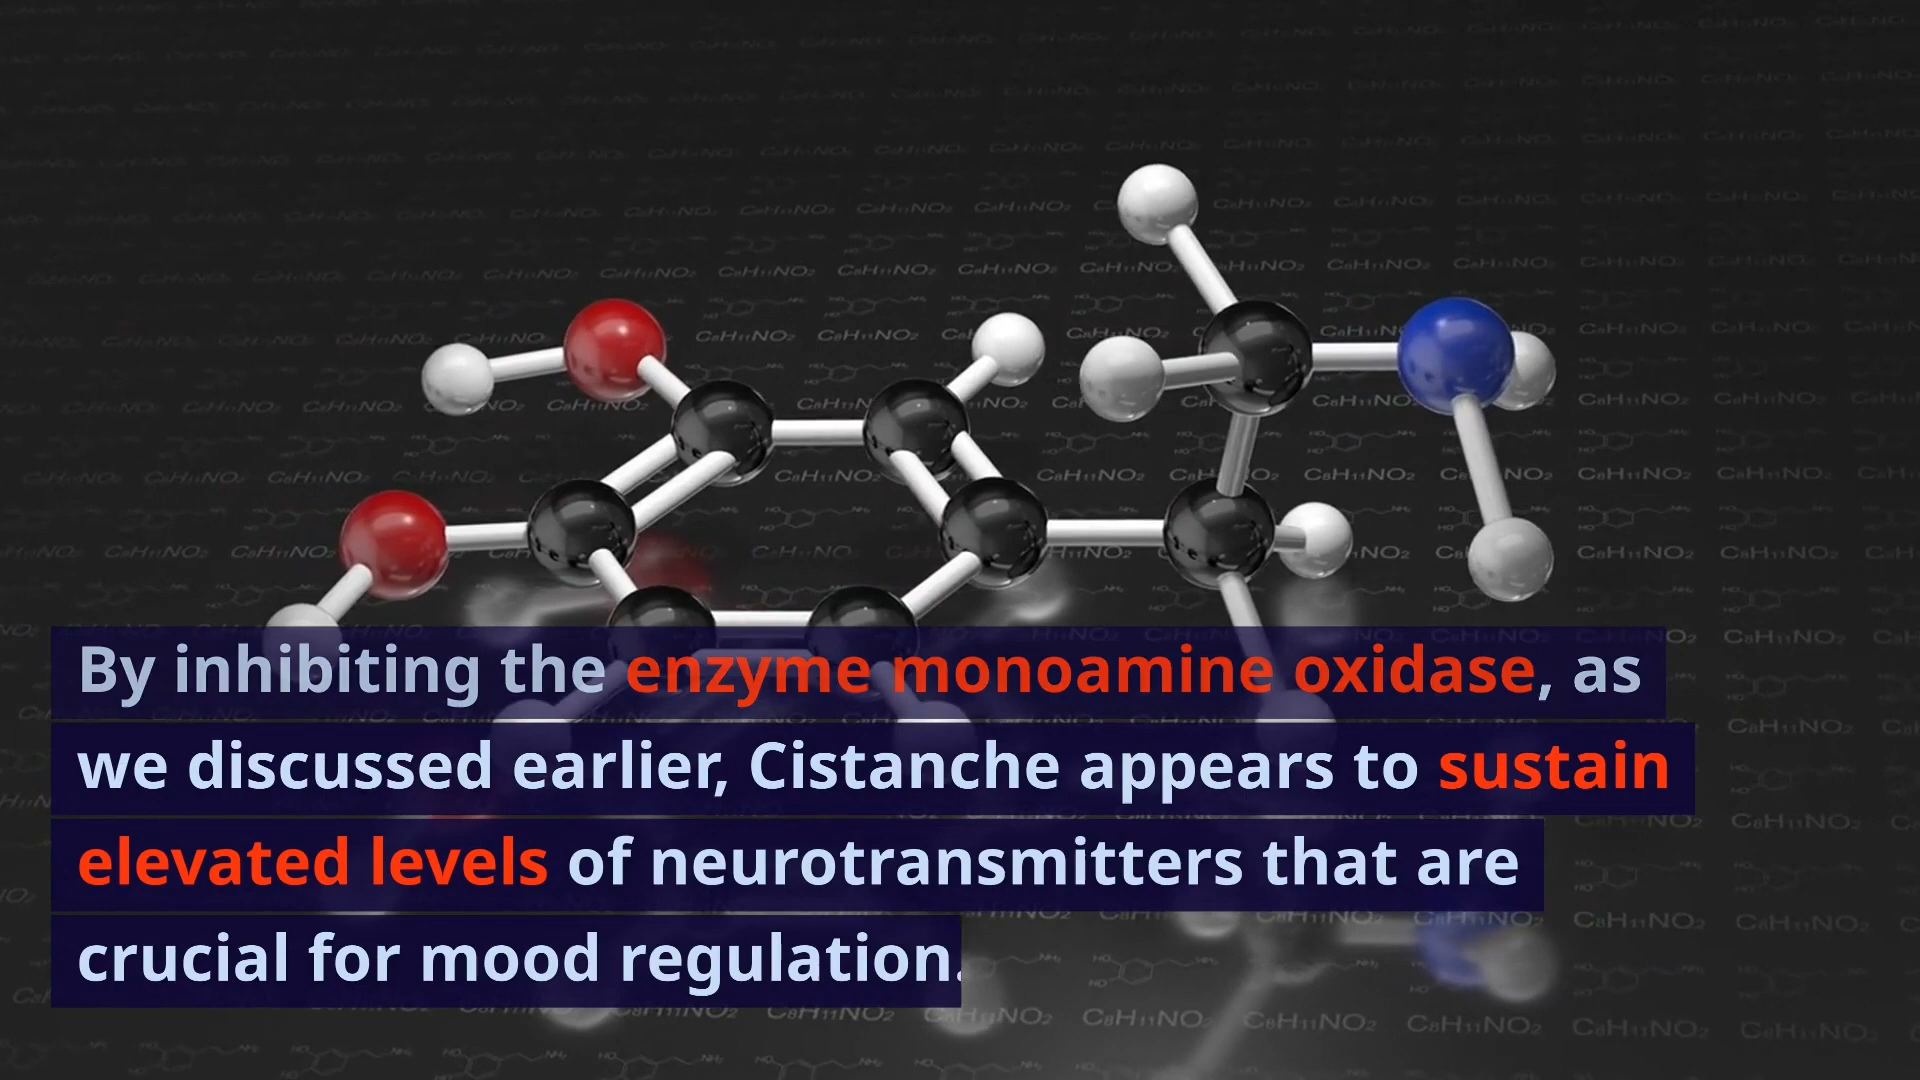 By inhibiting the enzyme monoamine oxidase, as
we discussed earlier, Cistanche appears to sustain
elevated levels of neurotransmitters that are
crucial for mood regulation.
C₈H₁₁NO₂